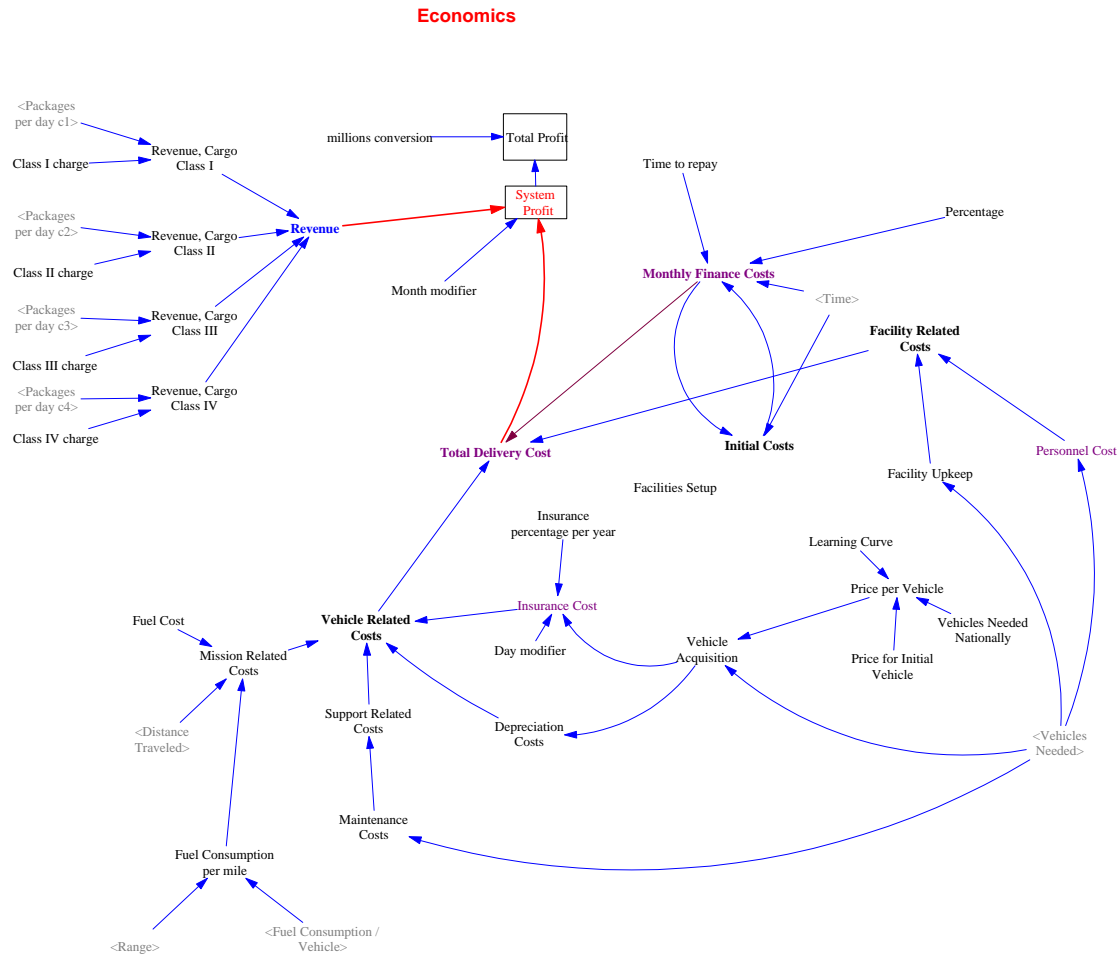 Economics
<Packages
per day c1>
Class I charge
Revenue, Cargo
Class I
<Packages
per day c2>
Class II charge
Revenue, Cargo
Class II
<Packages
per day c3>
Class III charge
Revenue, Cargo
Class III
<Packages
per day c4>
Class IV charge
Revenue, Cargo
Class IV
Revenue
millions conversion
Total Profit
System
Profit
Month modifier
Time to repay
Percentage
Monthly Finance Costs
<Time>
Facility Related
Costs
Total Delivery Cost
Initial Costs
Personnel Cost
Facility Upkeep
Facilities Setup
Insurance
percentage per year
Learning Curve
Price per Vehicle
Insurance Cost
Vehicles Needed
Nationally
Fuel Cost
Vehicle Related
Costs
Day modifier
Vehicle
Acquisition
Price for Initial
Vehicle
Mission Related
Costs
<Distance
Traveled>
Support Related
Costs
Depreciation
Costs
<Vehicles
Needed>
Maintenance
Costs
Fuel Consumption
per mile
<Range>
<Fuel Consumption /
Vehicle>